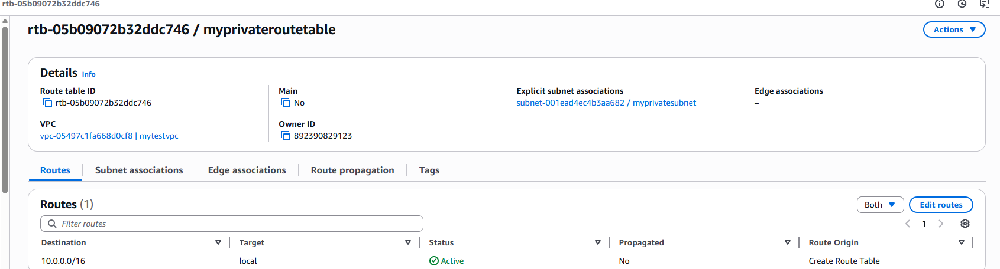 rtb-05b09072b32ddc746
rtb-05b09072b32ddc746 / myprivateroutetable
Actions
Details Info
Route table ID
rtb-05b09072b32ddc746
Main
No
Explicit subnet associations
subnet-001ead4ec4b3aa682 / myprivatesubnet
Edge associations
–
VPC
vpc-05497c1fa668d0cf8 | mytestvpc
Owner ID
892390829123
Routes Subnet associations Edge associations Route propagation Tags
Routes (1)
Both Edit routes
Filter routes
1
Destination Target Status Propagated Route Origin
10.0.0.0/16 local Active No Create Route Table